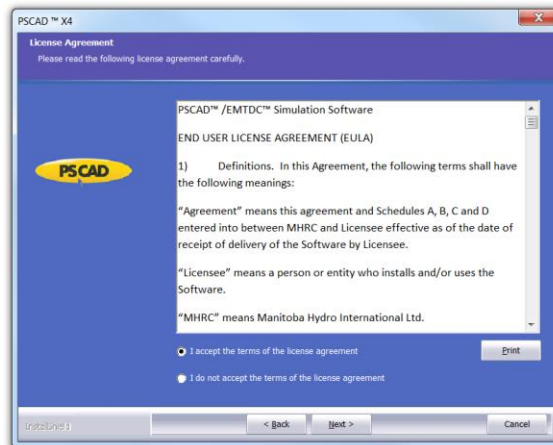 PSCAD ™ X4
License Agreement
Please read the following license agreement carefully.
PSCAD™ /EMTDC™ Simulation Software
END USER LICENSE AGREEMENT (EULA)
1) Definitions. In this Agreement, the following terms shall have
the following meanings:
“Agreement” means this agreement and Schedules A, B, C and D
entered into between MHRC and Licensee effective as of the date of
receipt of delivery of the Software by Licensee.
“Licensee” means a person or entity who installs and/or uses the
Software.
“MHRC” means Manitoba Hydro International Ltd.
PSCAD
I accept the terms of the license agreement
Print
I do not accept the terms of the license agreement
InstallShield
< Back
Next >
Cancel